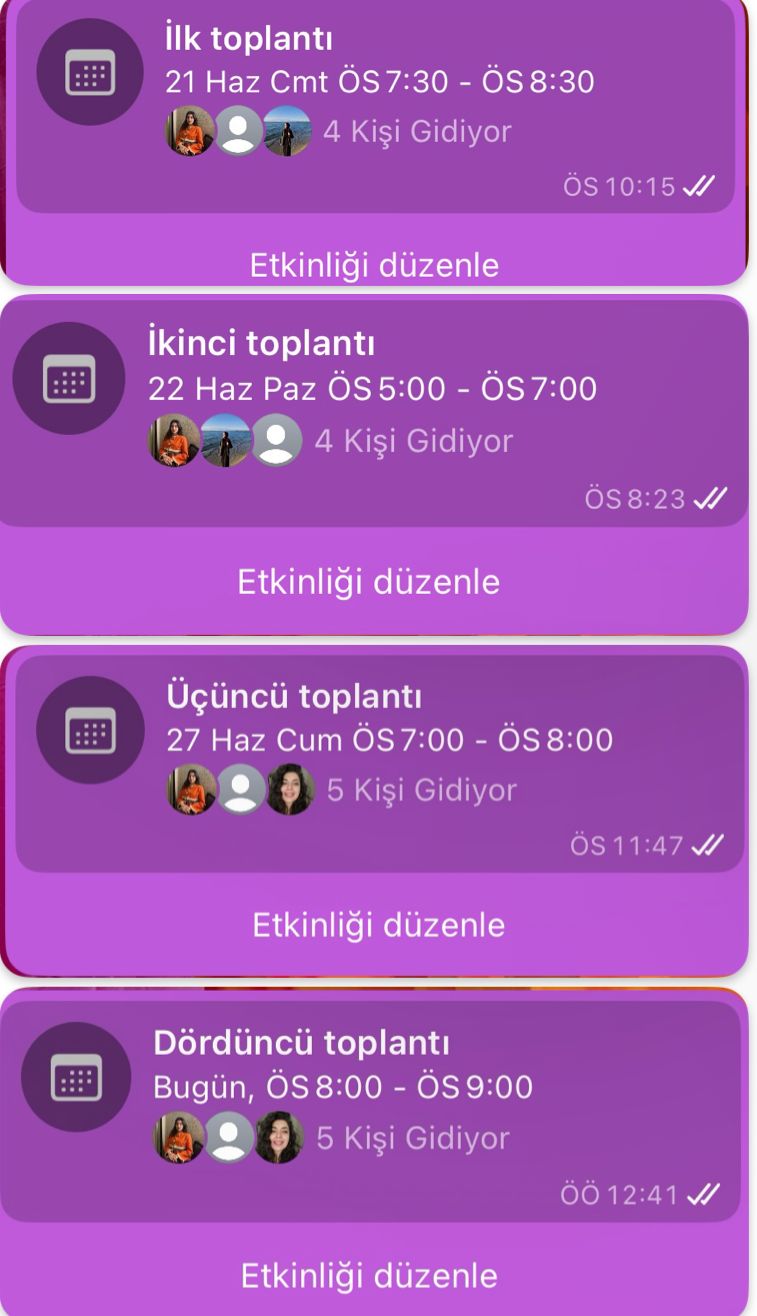 İlk toplantı
21 Haz Cmt ÖS 7:30 - ÖS 8:30
4 Kişi Gidiyor
ÖS 10:15
Etkinliği düzenle
İkinci toplantı
22 Haz Paz ÖS 5:00 - ÖS 7:00
4 Kişi Gidiyor
ÖS 8:23
Etkinliği düzenle
Üçüncü toplantı
27 Haz Cum ÖS 7:00 - ÖS 8:00
5 Kişi Gidiyor
ÖS 11:47
Etkinliği düzenle
Dördüncü toplantı
Bugün, ÖS 8:00 - ÖS 9:00
5 Kişi Gidiyor
ÖÖ 12:41
Etkinliği düzenle